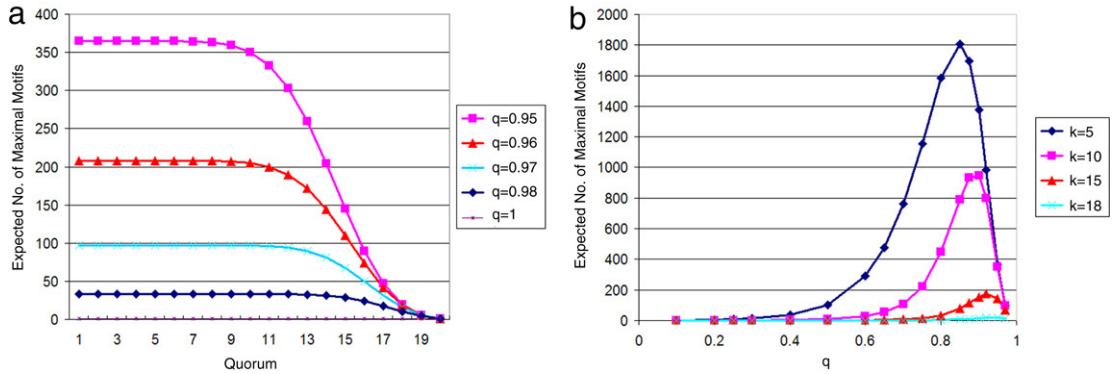 a
400
350
300
250
200
150
100
50
0
Expected No. of Maximal Motifs
1 3 5 7 9 11 13 15 17 19
Quorum
q=0.95
q=0.96
q=0.97
q=0.98
q=1
b
2000
1800
1600
1400
1200
1000
800
600
400
200
0
Expected No. of Maximal Motifs
0 0.2 0.4 0.6 0.8 1
q
k=5
k=10
k=15
k=18